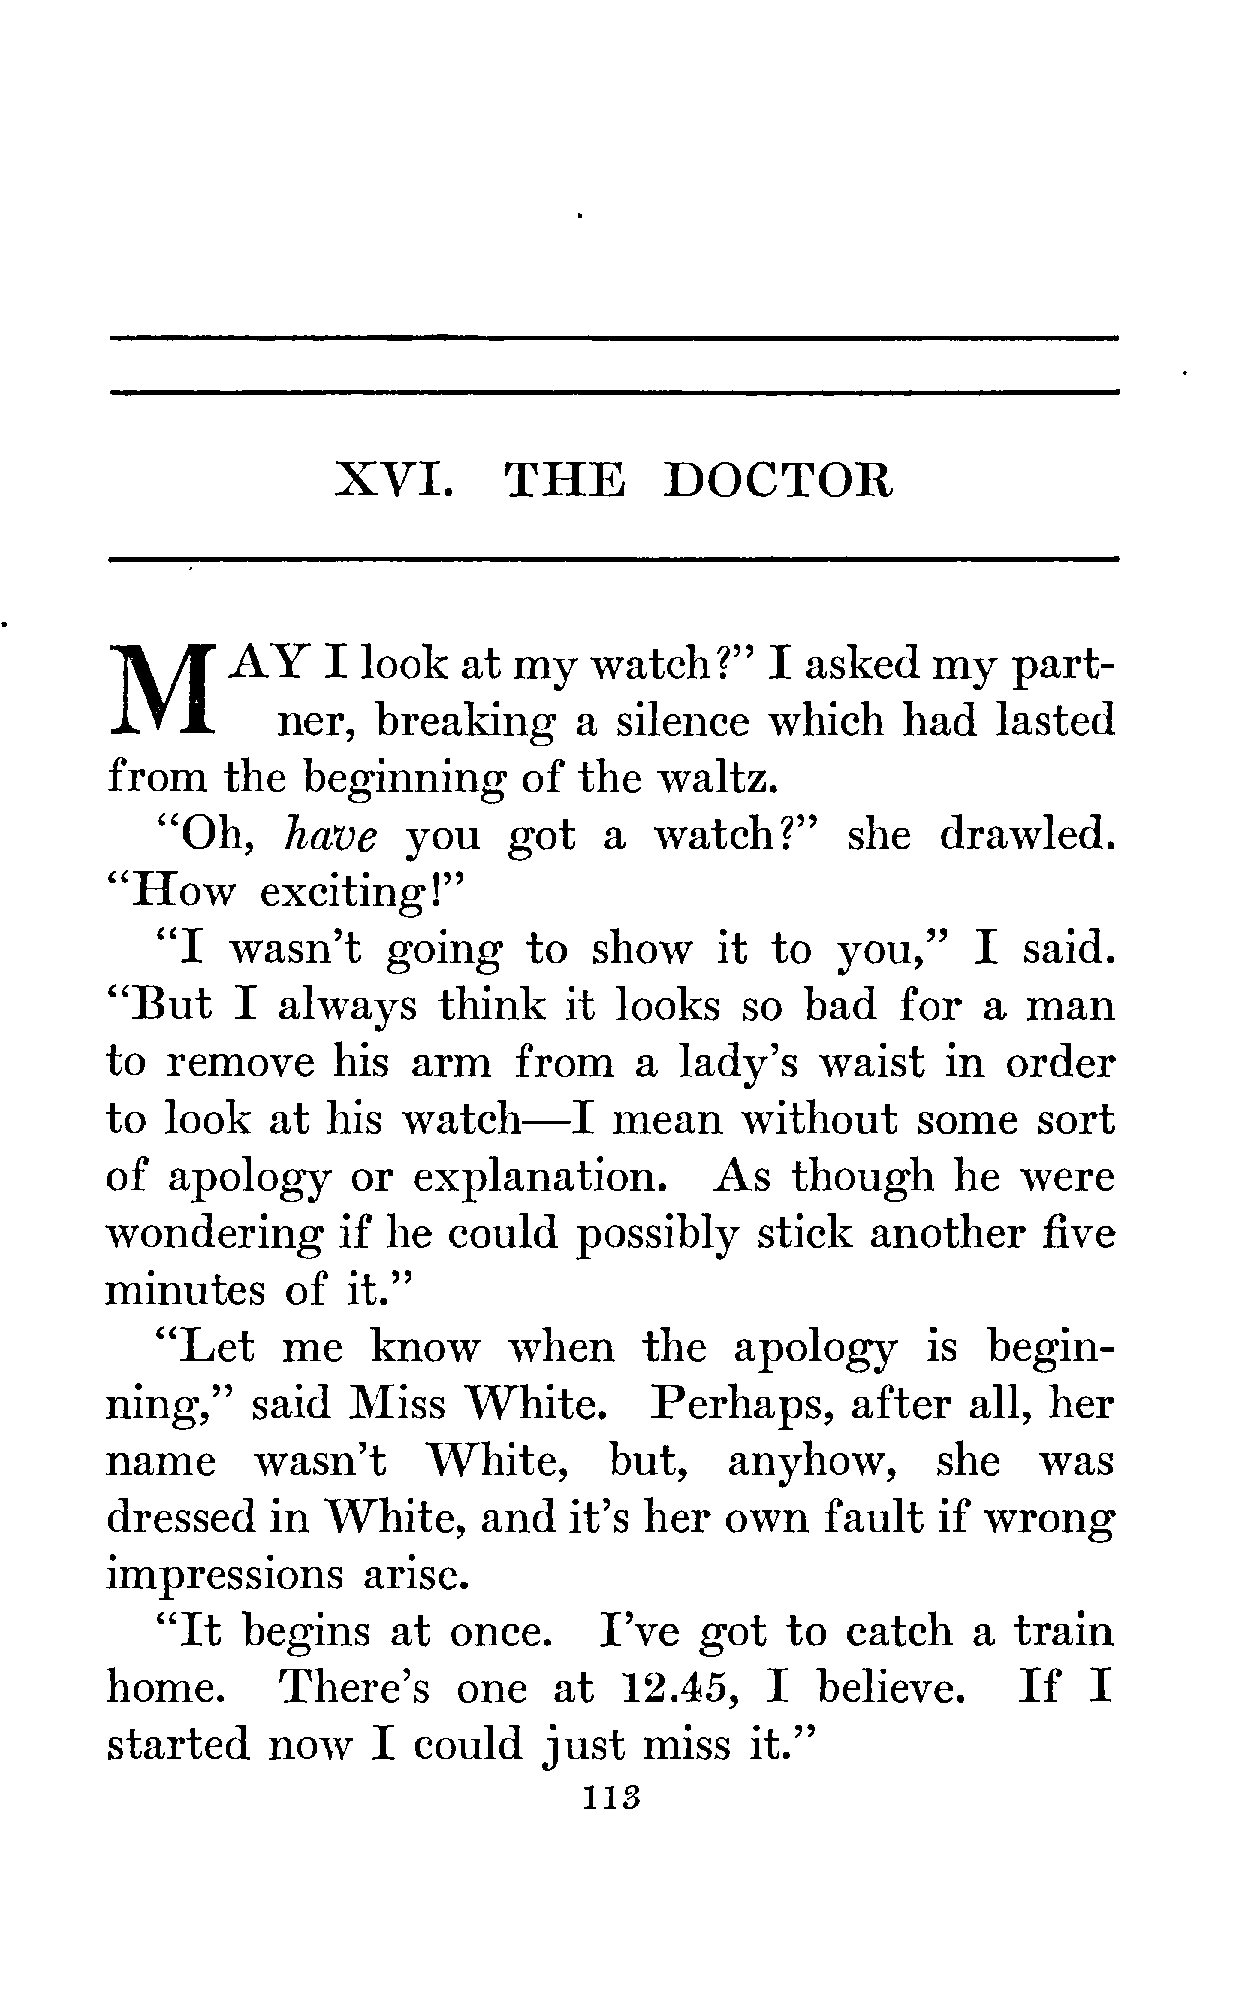 XVI. THE DOCTOR
MAY I look at my watch?" I asked my part-
ner, breaking a silence which had lasted
from the beginning of the waltz.
"Oh, have you got a watch?" she drawled.
"How exciting!"
"I wasn't going to show it to you," I said.
"But I always think it looks so bad for a man
to remove his arm from a lady's waist in order
to look at his watch—I mean without some sort
of apology or explanation. As though he were
wondering if he could possibly stick another five
minutes of it."
"Let me know when the apology is begin-
ning," said Miss White. Perhaps, after all, her
name wasn't White, but, anyhow, she was
dressed in White, and it's her own fault if wrong
impressions arise.
"It begins at once. I've got to catch a train
home. There's one at 12.45, I believe. If I
started now I could just miss it."
113